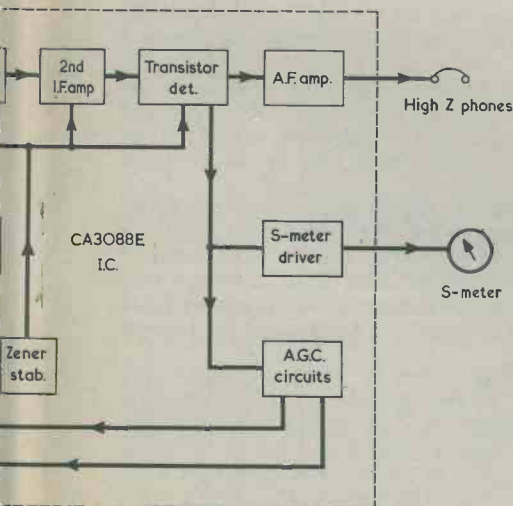 2nd
I.F.amp
Transistor
det.
A.F. amp.
High Z phones
CA3088E
I.C.
S-meter
driver
S-meter
Zener
stab.
A.G.C.
circuits